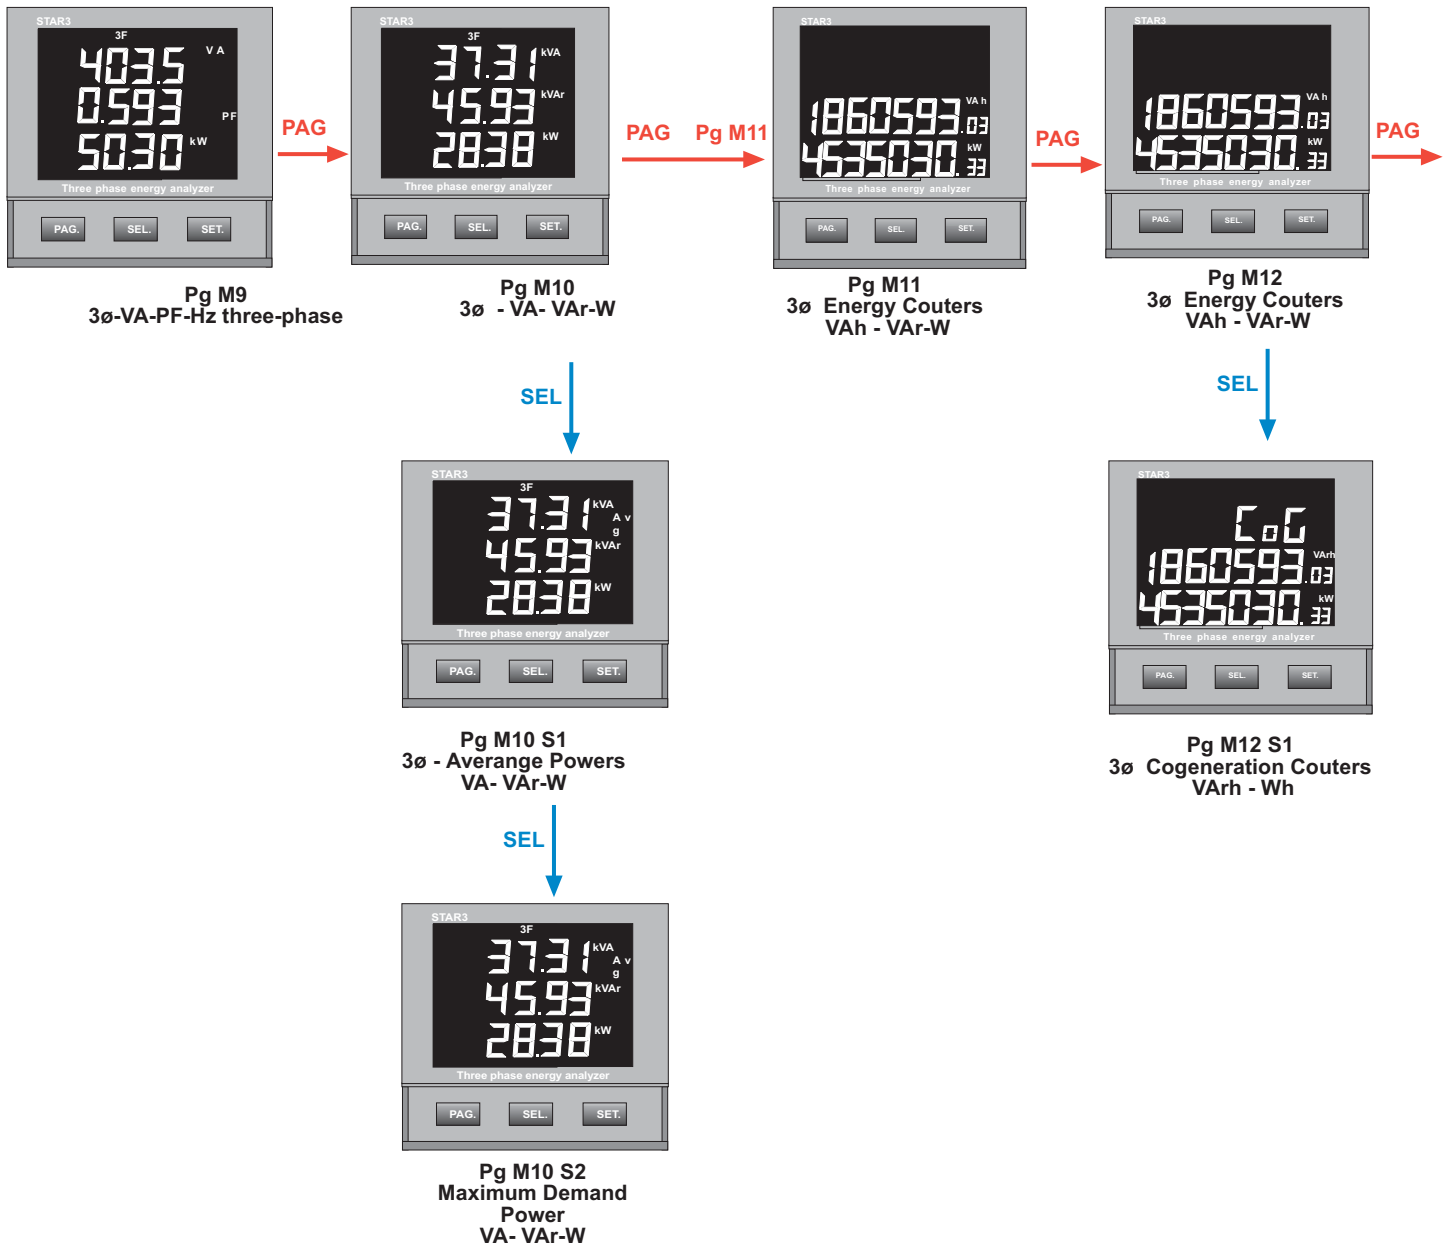 STAR3
3F
403.5 V A
0.593 PF
50.30 kW
Three phase energy analyzer
PAG. SEL. SET.
Pg M9
3ø-VA-PF-Hz three-phase
PAG
STAR3
3F
37.31 kVA
45.93 kVAr
28.38 kW
Three phase energy analyzer
PAG. SEL. SET.
Pg M10
3ø - VA- VAr-W
PAG Pg M11
STAR3
1860593.03 VA h
4535030.33 kW
Three phase energy analyzer
PAG. SEL. SET.
Pg M11
3ø Energy Couters
VAh - VAr-W
PAG
STAR3
1860593.03 VA h
4535030.33 kW
Three phase energy analyzer
PAG. SEL. SET.
Pg M12
3ø Energy Couters
VAh - VAr-W
PAG
SEL
STAR3
3F
37.31 kVA
A v
g
45.93 kVAr
28.38 kW
Three phase energy analyzer
PAG. SEL. SET.
Pg M10 S1
3ø - Averange Powers
VA- VAr-W
SEL
STAR3
3F
37.31 kVA
A v
g
45.93 kVAr
28.38 kW
Three phase energy analyzer
PAG. SEL. SET.
Pg M10 S2
Maximum Demand
Power
VA- VAr-W
SEL
STAR3
CoG
1860593.03 VArh
4535030.33 kW
Three phase energy analyzer
PAG. SEL. SET.
Pg M12 S1
3ø Cogeneration Couters
VArh - Wh